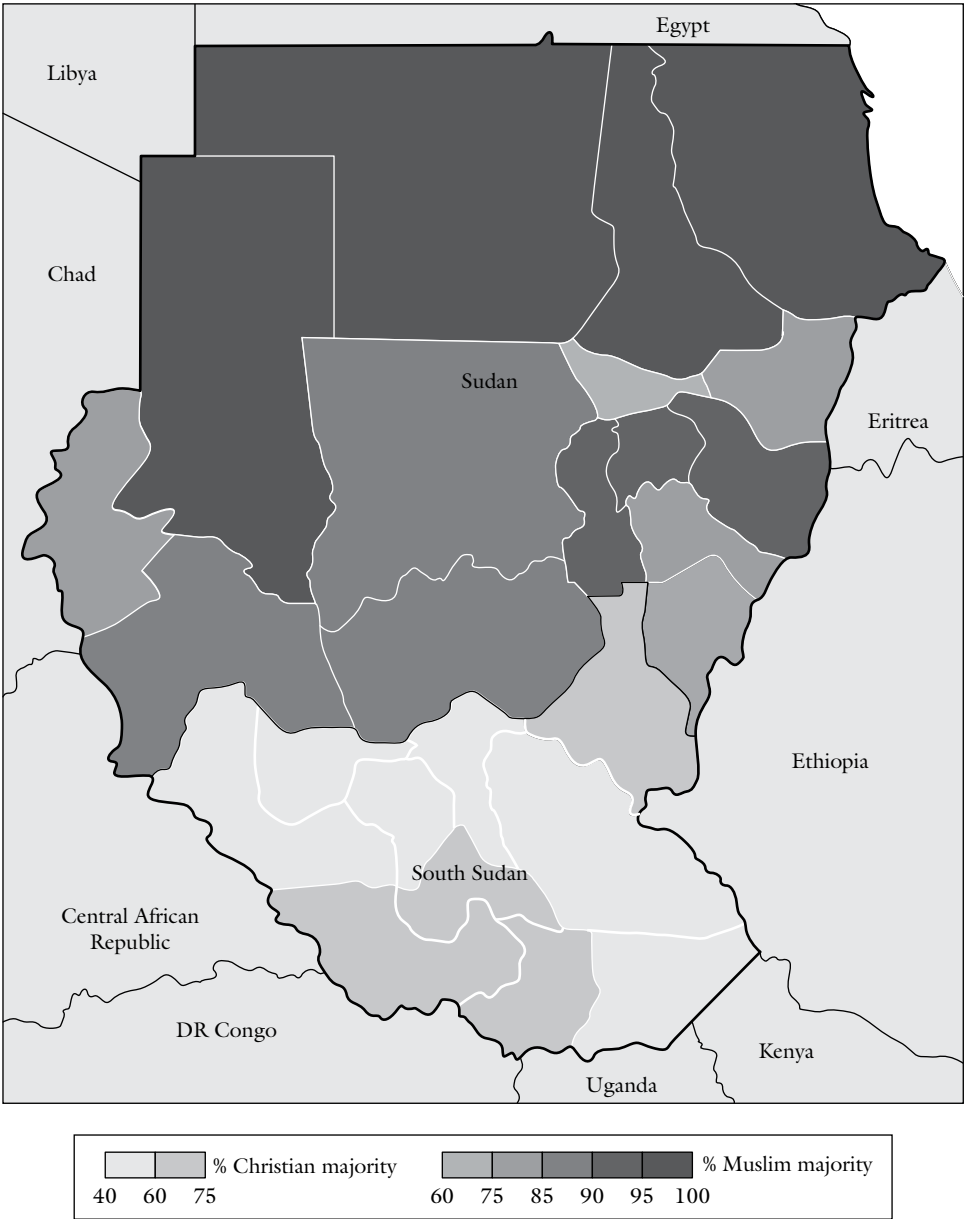 Egypt
Libya
Chad
Sudan
Eritrea
Ethiopia
South Sudan
Central African
Republic
DR Congo
Kenya
Uganda
% Christian majority
40 60 75
% Muslim majority
60 75 85 90 95 100